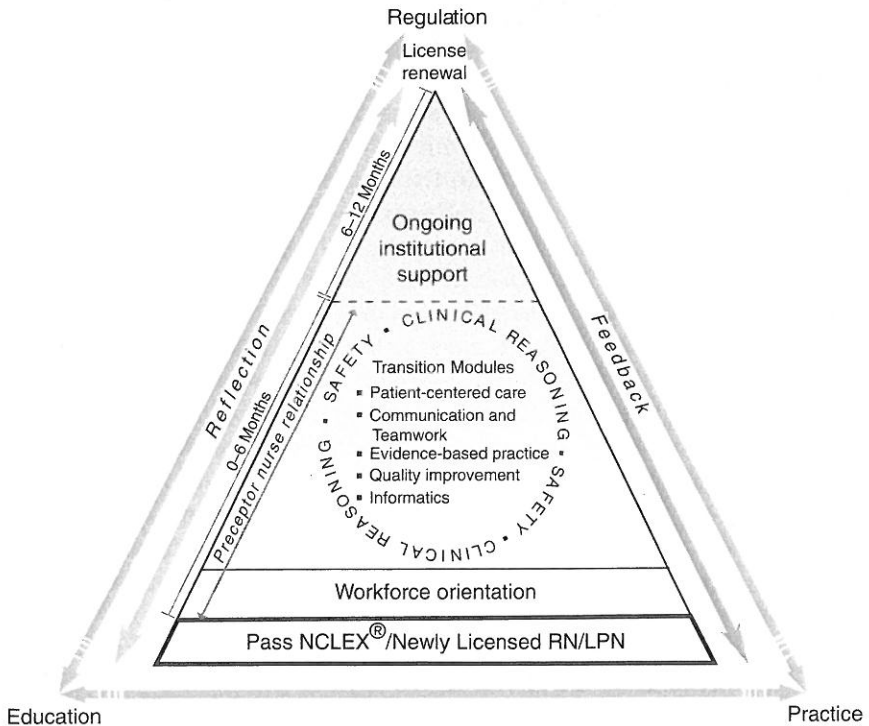 Regulation
License
renewal
6–12 Months
Ongoing
institutional
support
Reflection
Feedback
0–6 Months
Preceptor nurse relationship
SAFETY • CLINICAL REASONING • SAFETY • CLINICAL REASONING •
Transition Modules
▪ Patient-centered care
▪ Communication and
Teamwork
▪ Evidence-based practice
▪ Quality improvement
▪ Informatics
Workforce orientation
Pass NCLEX®/Newly Licensed RN/LPN
Education
Practice